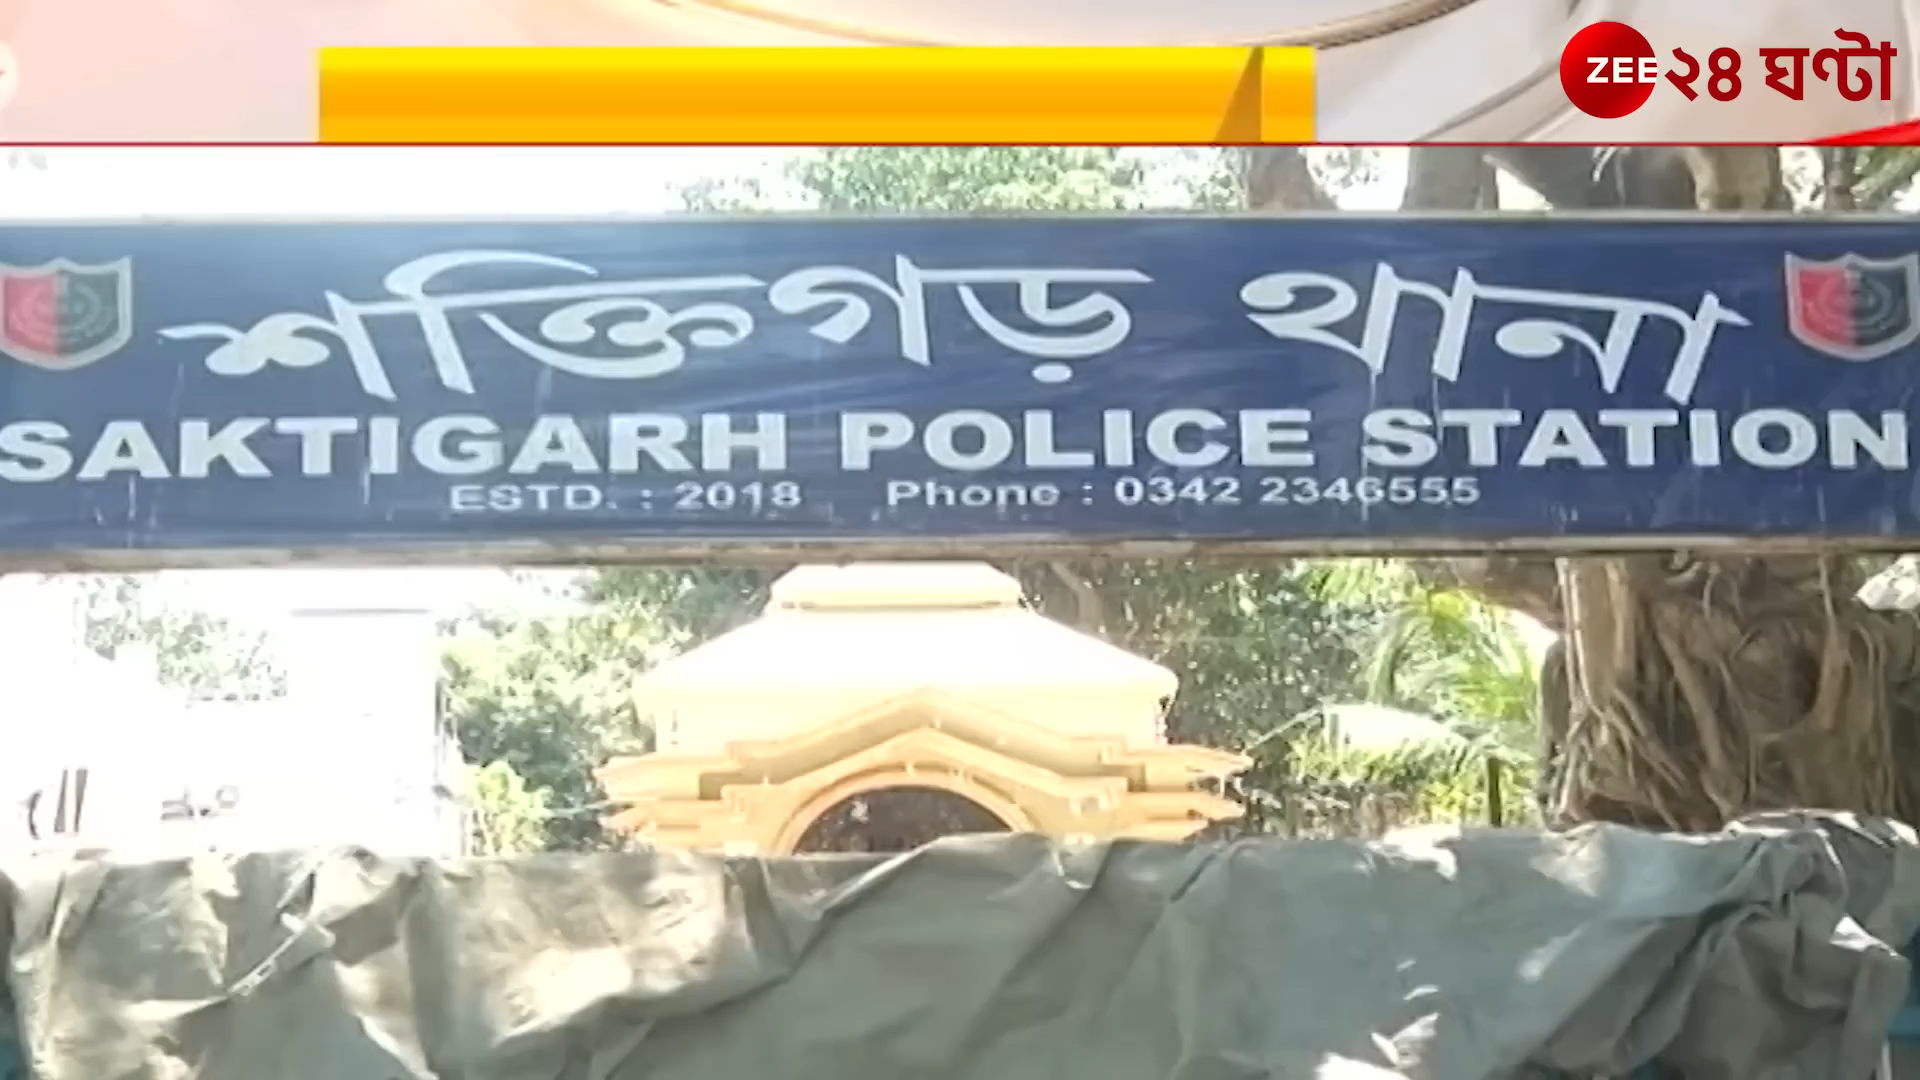 ZEE ২৪ ঘণ্টা
শক্তিগড় থানা
SAKTIGARH POLICE STATION
ESTD. : 2018 Phone : 0342 2346555